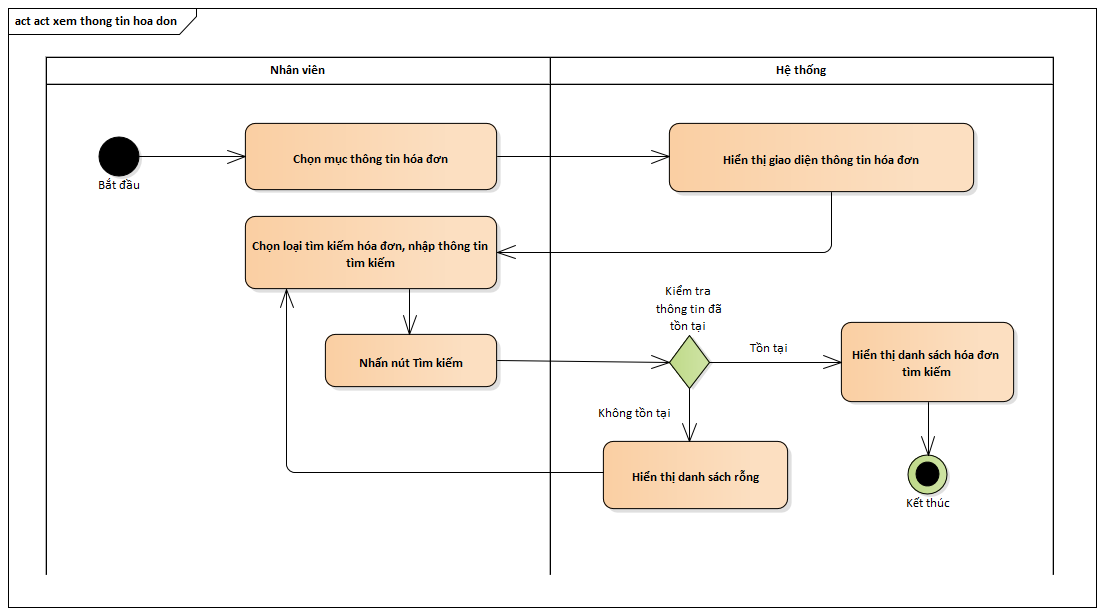 act act xem thong tin hoa don
Nhân viên
Hệ thống
Bắt đầu
Chọn mục thông tin hóa đơn
Hiển thị giao diện thông tin hóa đơn
Chọn loại tìm kiếm hóa đơn, nhập thông tin
tìm kiếm
Kiểm tra
thông tin đã
tồn tại
Nhấn nút Tìm kiếm
Tồn tại
Hiển thị danh sách hóa đơn
tìm kiếm
Không tồn tại
Hiển thị danh sách rỗng
Kết thúc